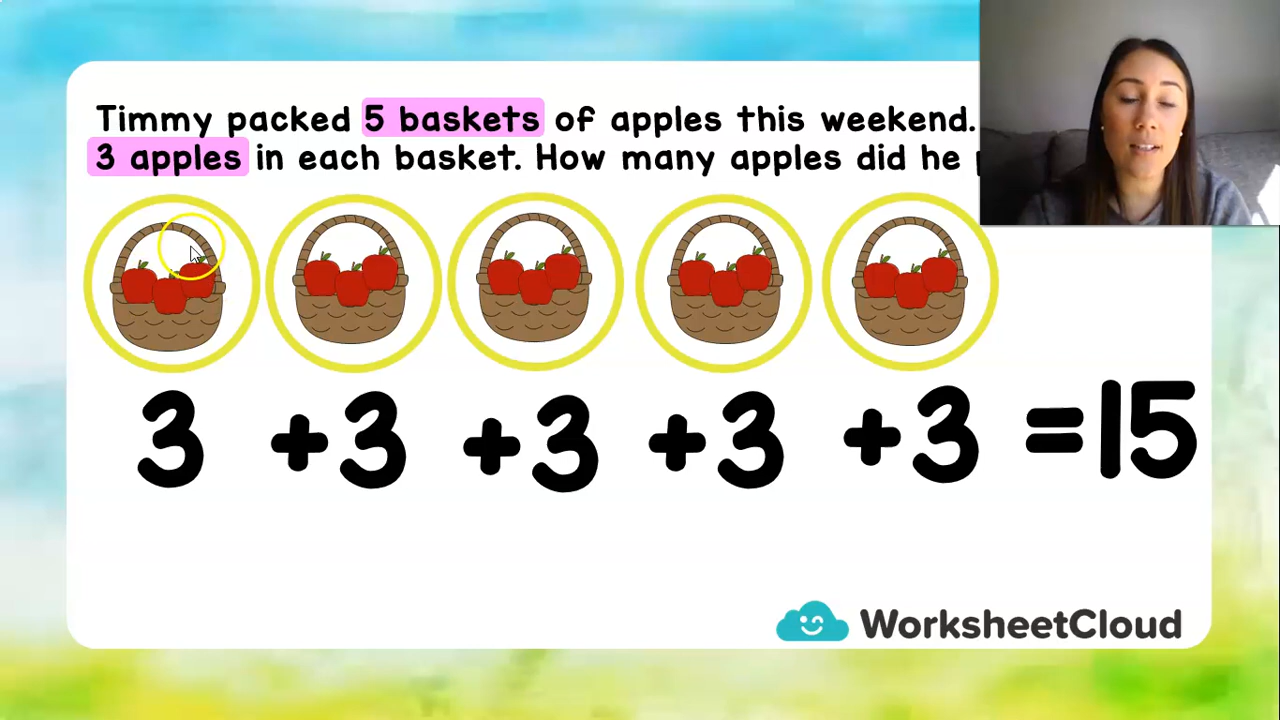 Timmy packed 5 baskets of apples this weekend.
3 apples in each basket. How many apples did he
3 +3 +3 +3 +3 =15
WorksheetCloud